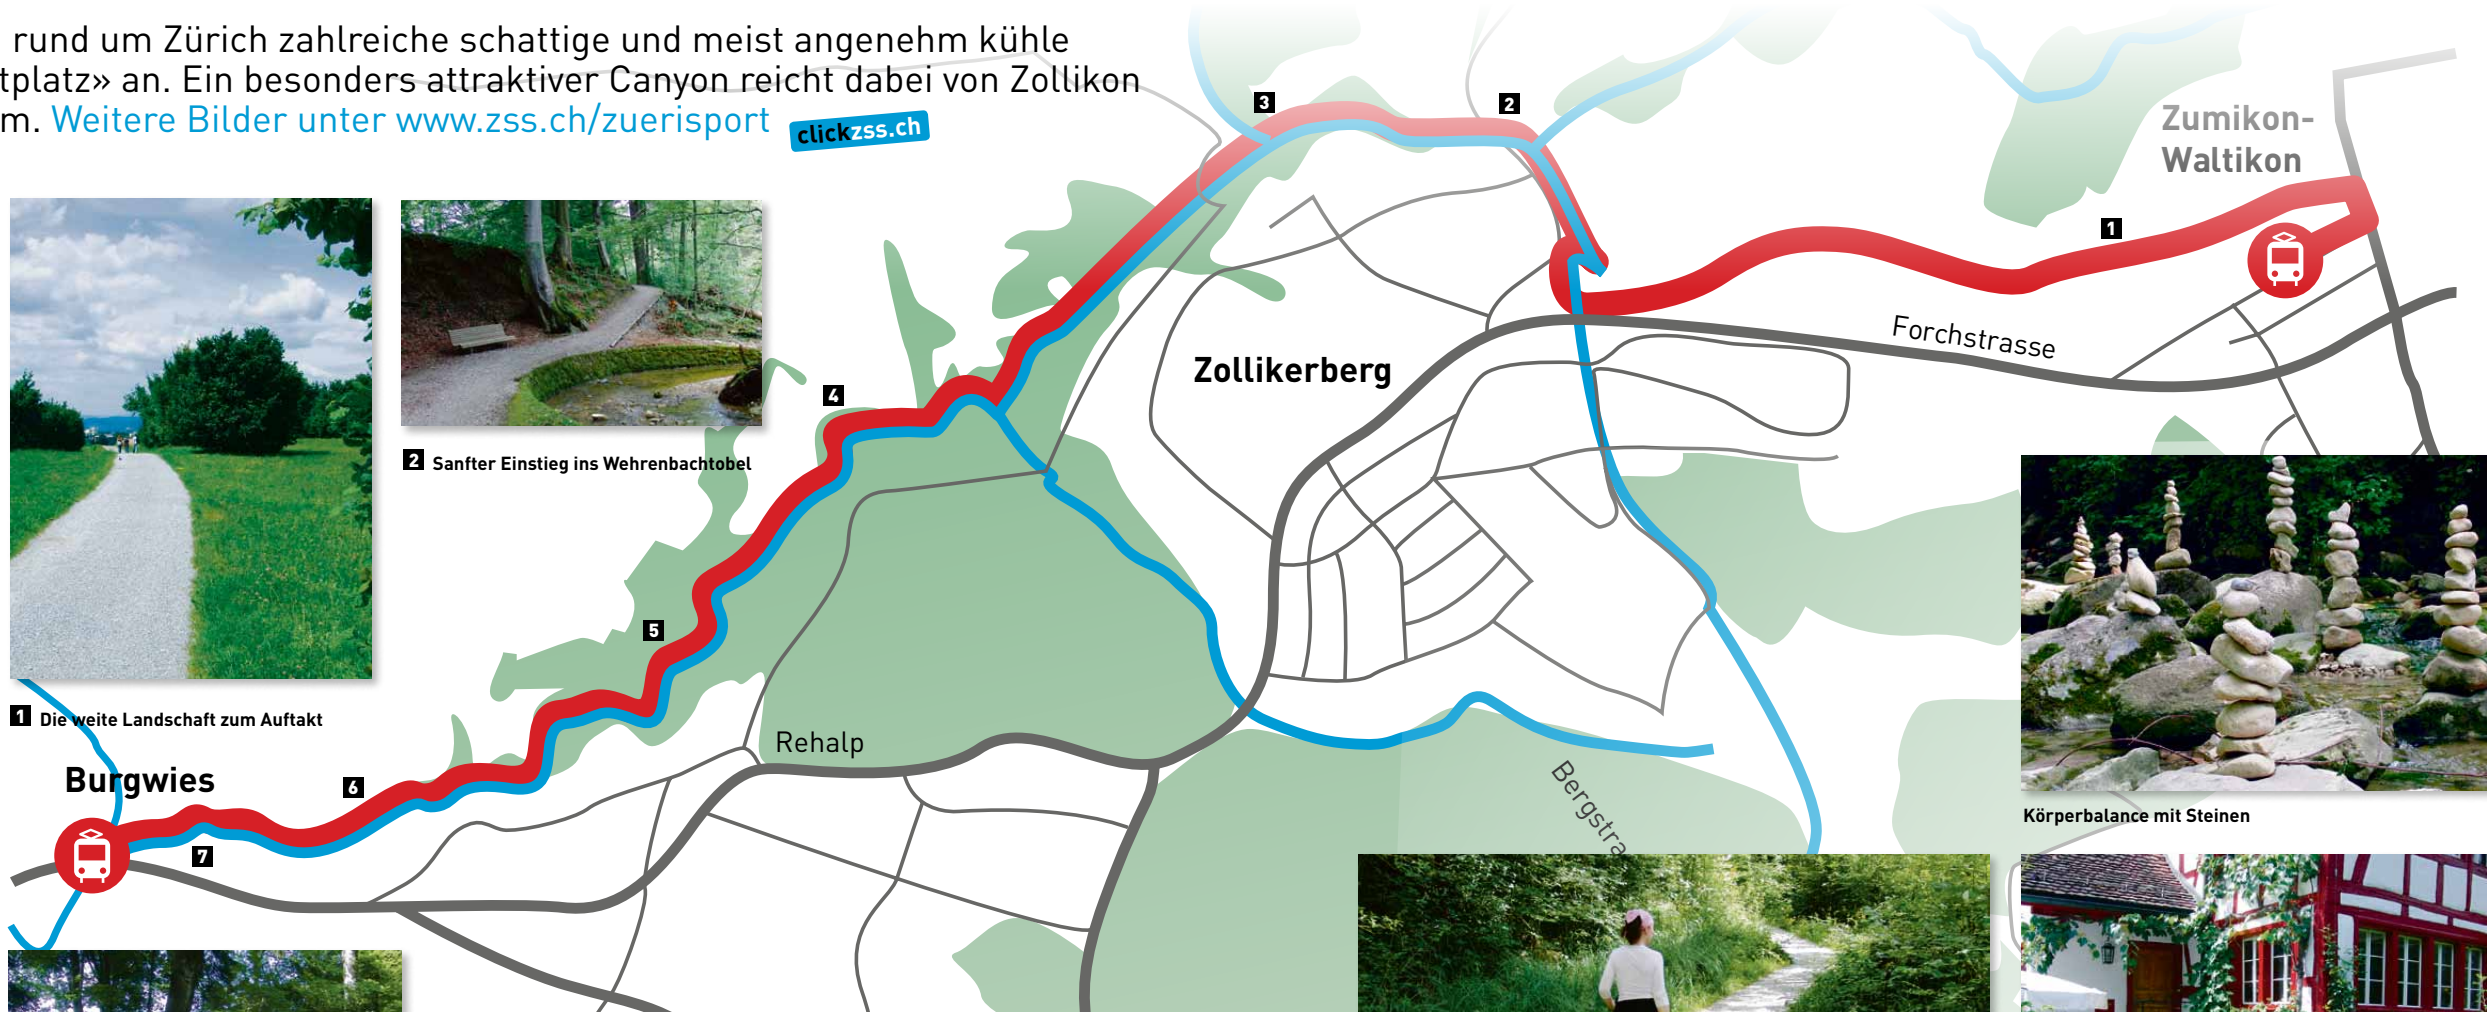 rund um Zürich zahlreiche schattige und meist angenehm kühle
tplatz» an. Ein besonders attraktiver Canyon reicht dabei von Zollikon
m. Weitere Bilder unter www.zss.ch/zuerisport
clickzss.ch
3
2
Zumikon-
Waltikon
1
Forchstrasse
Zollikerberg
4
2 Sanfter Einstieg ins Wehrenbachtobel
5
1 Die weite Landschaft zum Auftakt
Rehalp
Burgwies
6
7
Bergstra
Körperbalance mit Steinen